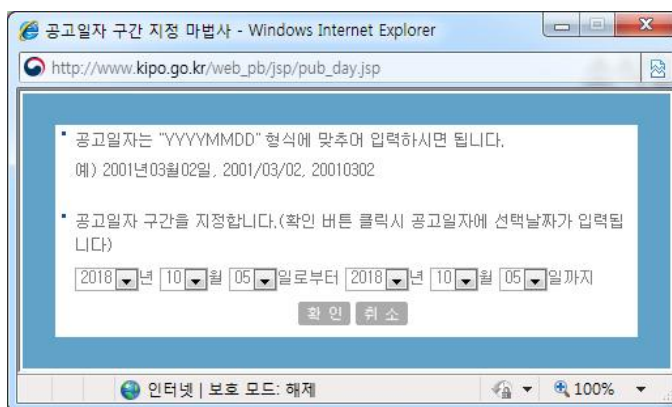 공고일자 구간 지정 마법사 - Windows Internet Explorer
http://www.kipo.go.kr/web_pb/jsp/pub_day.jsp
공고일자는 "YYYYMMDD" 형식에 맞추어 입력하시면 됩니다.
예) 2001년03월02일, 2001/03/02, 20010302
공고일자 구간을 지정합니다.(확인 버튼 클릭시 공고일자에 선택날짜가 입력됩
니다)
2018 년 10 월 05 일로부터 2018 년 10 월 05 일까지
확 인 취 소
인터넷 | 보호 모드: 해제 100%